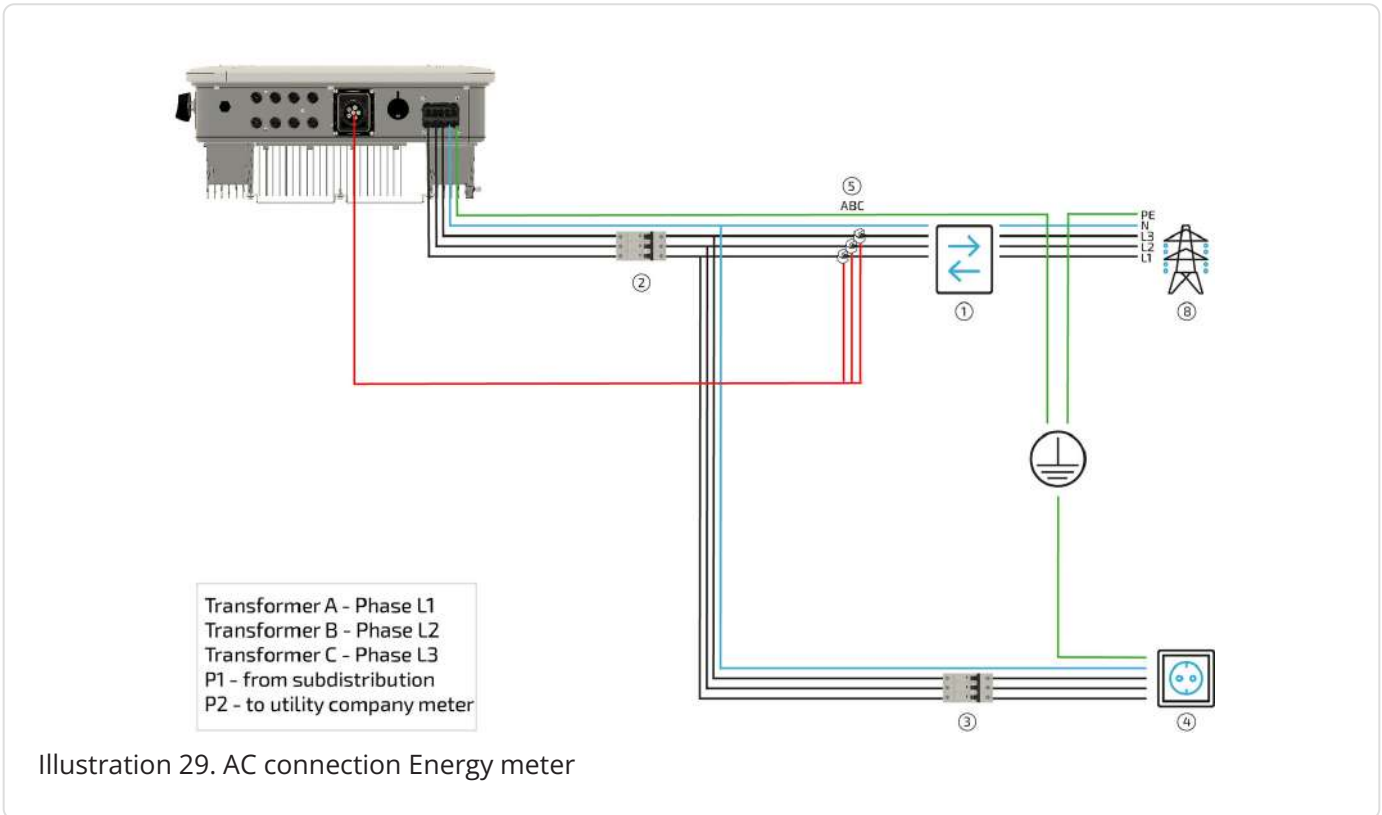 ⑤
ABC
PE
N
L3
L2
L1
②
①
⑧
Transformer A - Phase L1
Transformer B - Phase L2
Transformer C - Phase L3
P1 - from subdistribution
P2 - to utility company meter
③
④
Illustration 29. AC connection Energy meter